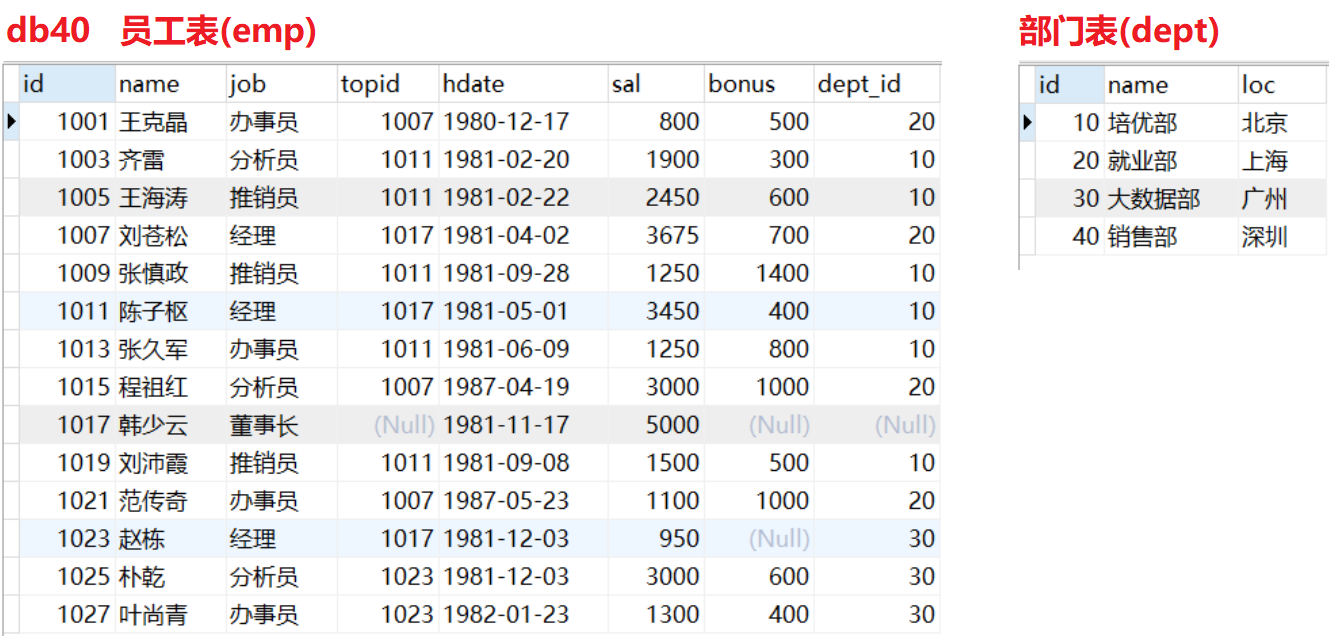 db40 员工表(emp) 部门表(dept)
id name job topid hdate sal bonus dept_id
1001 王克晶 办事员 1007 1980-12-17 800 500 20
1003 齐雷 分析员 1011 1981-02-20 1900 300 10
1005 王海涛 推销员 1011 1981-02-22 2450 600 10
1007 刘苍松 经理 1017 1981-04-02 3675 700 20
1009 张慎政 推销员 1011 1981-09-28 1250 1400 10
1011 陈子枢 经理 1017 1981-05-01 3450 400 10
1013 张久军 办事员 1011 1981-06-09 1250 800 10
1015 程祖红 分析员 1007 1987-04-19 3000 1000 20
1017 韩少云 董事长 (Null) 1981-11-17 5000 (Null) (Null)
1019 刘沛霞 推销员 1011 1981-09-08 1500 500 10
1021 范传奇 办事员 1007 1987-05-23 1100 1000 20
1023 赵栋 经理 1017 1981-12-03 950 (Null) 30
1025 朴乾 分析员 1023 1981-12-03 3000 600 30
1027 叶尚青 办事员 1023 1982-01-23 1300 400 30
id name loc
10 培优部 北京
20 就业部 上海
30 大数据部 广州
40 销售部 深圳